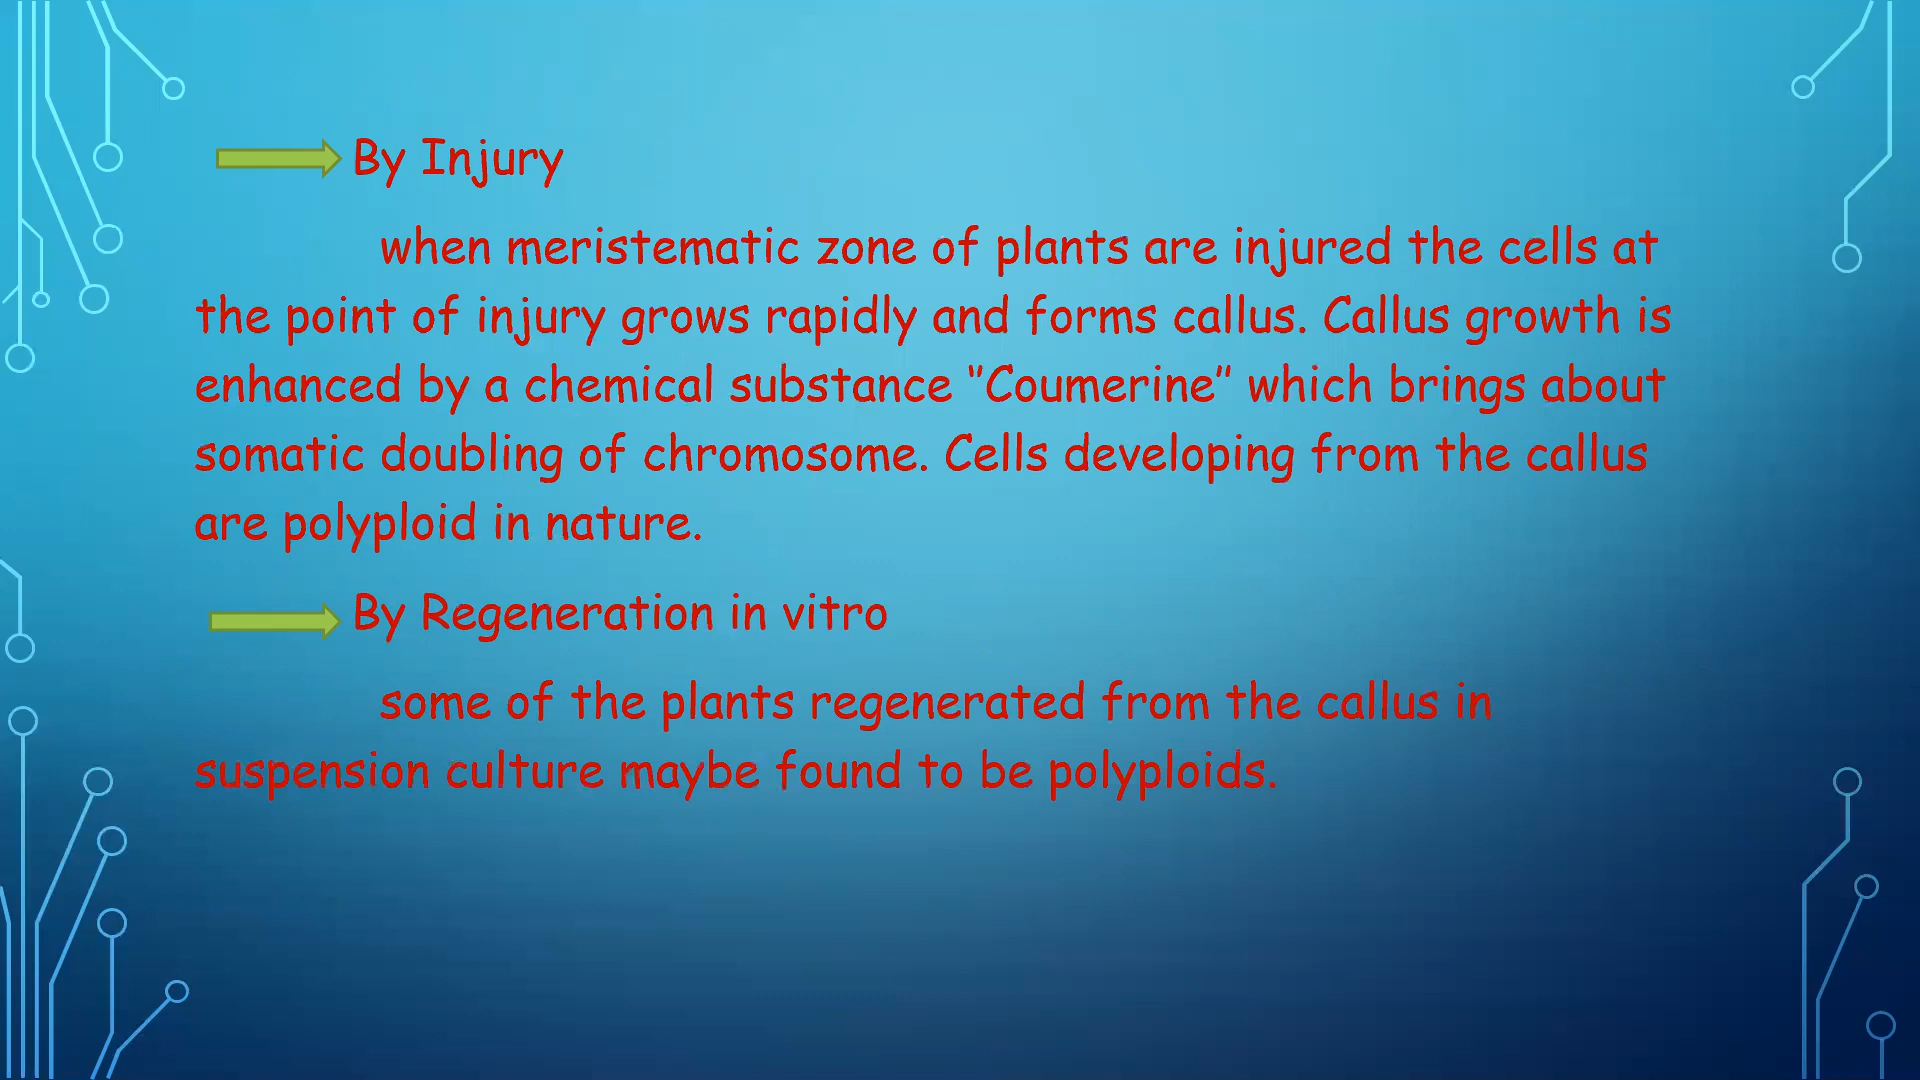 By Injury
when meristematic zone of plants are injured the cells at
the point of injury grows rapidly and forms callus. Callus growth is
enhanced by a chemical substance “Coumerine” which brings about
somatic doubling of chromosome. Cells developing from the callus
are polyploid in nature.
By Regeneration in vitro
some of the plants regenerated from the callus in
suspension culture maybe found to be polyploids.